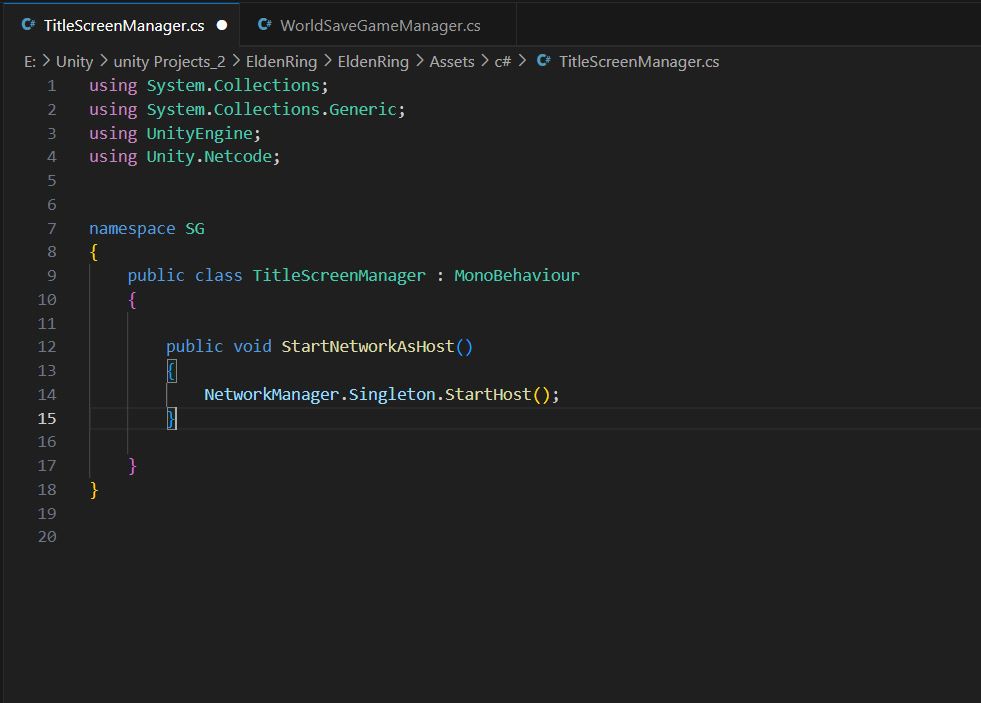 TitleScreenManager.cs WorldSaveGameManager.cs
E: > Unity > unity Projects_2 > EldenRing > EldenRing > Assets > c# > TitleScreenManager.cs
1 using System.Collections;
2 using System.Collections.Generic;
3 using UnityEngine;
4 using Unity.Netcode;
5
6
7 namespace SG
8 {
9 public class TitleScreenManager : MonoBehaviour
10 {
11
12 public void StartNetworkAsHost()
13 {
14 NetworkManager.Singleton.StartHost();
15 }
16
17 }
18 }
19
20